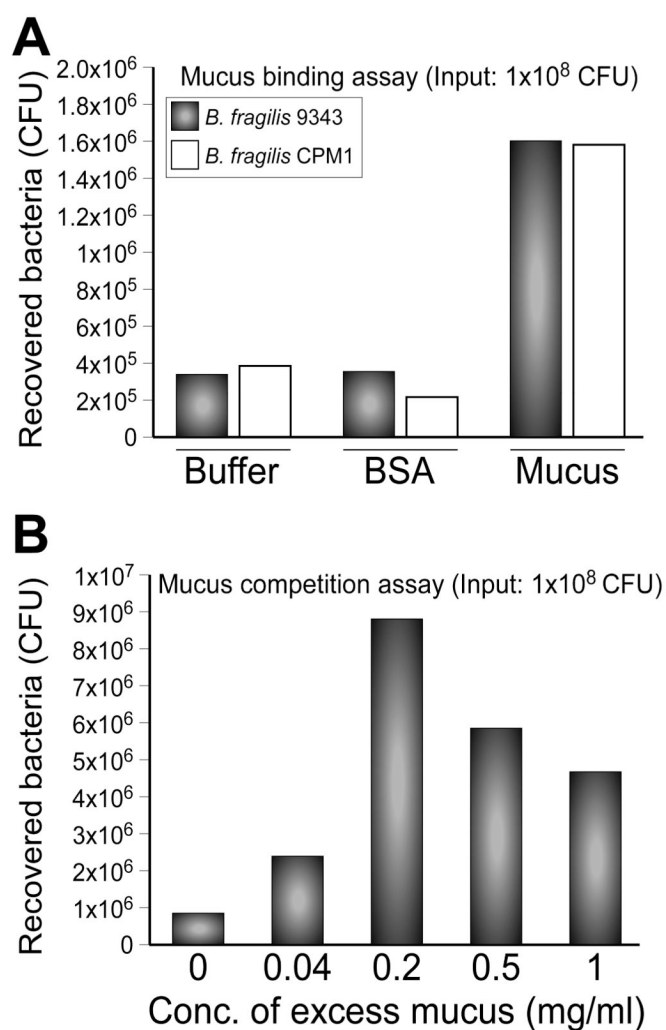 A
Recovered bacteria (CFU)
Mucus binding assay (Input: 1x10⁸ CFU)
B. fragilis 9343
B. fragilis CPM1
2.0x10⁶
1.8x10⁶
1.6x10⁶
1.4x10⁶
1.2x10⁶
1x10⁶
8x10⁵
6x10⁵
4x10⁵
2x10⁵
0
Buffer BSA Mucus
B
Recovered bacteria (CFU)
Mucus competition assay (Input: 1x10⁸ CFU)
1x10⁷
9x10⁶
8x10⁶
7x10⁶
6x10⁶
5x10⁶
4x10⁶
3x10⁶
2x10⁶
1x10⁶
0
0 0.04 0.2 0.5 1
Conc. of excess mucus (mg/ml)